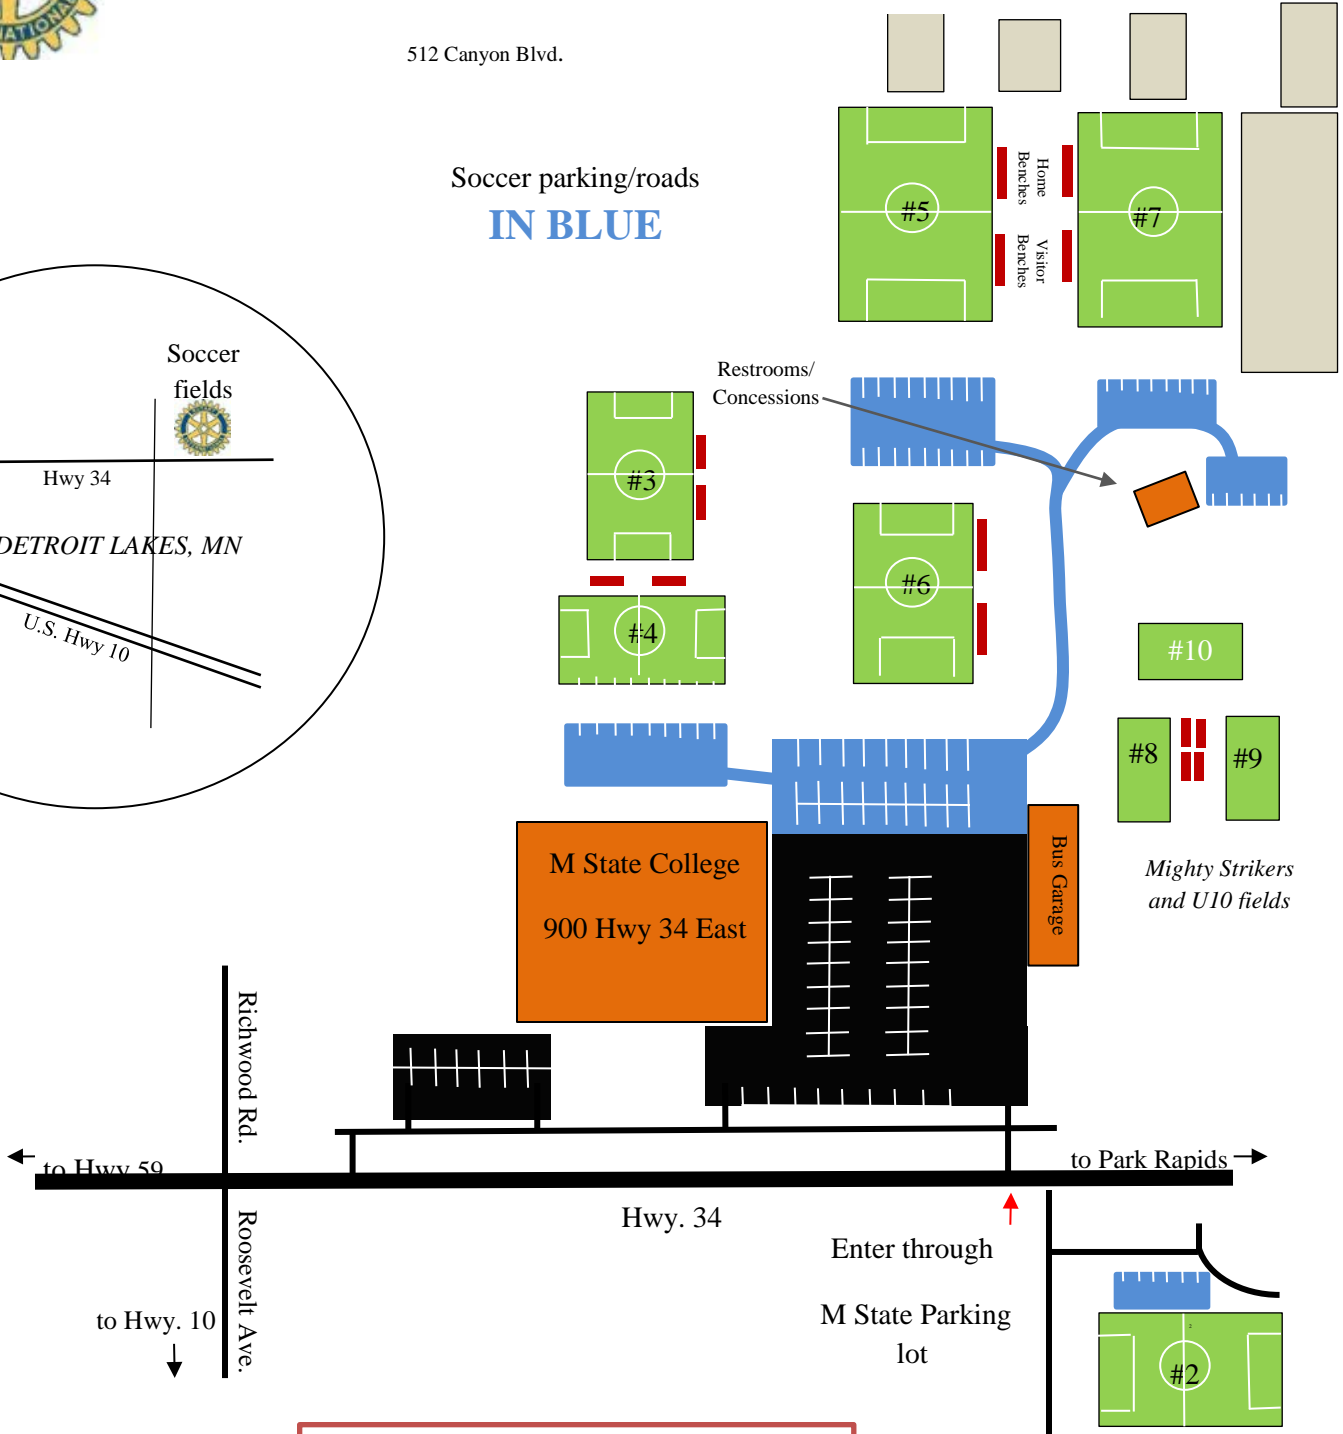 NATIONAL
512 Canyon Blvd.
Soccer parking/roads
IN BLUE
Home
Benches
Visitor
Benches
#5
#7
Soccer
fields
Hwy 34
DETROIT LAKES, MN
U.S. Hwy 10
Restrooms/
Concessions
#3
#6
#4
#10
#8
#9
Mighty Strikers
and U10 fields
M State College
900 Hwy 34 East
Bus Garage
Richwood Rd.
to Hwy 59
to Park Rapids
Hwy. 34
Roosevelt Ave.
to Hwy. 10
Enter through
M State Parking
lot
2
#2